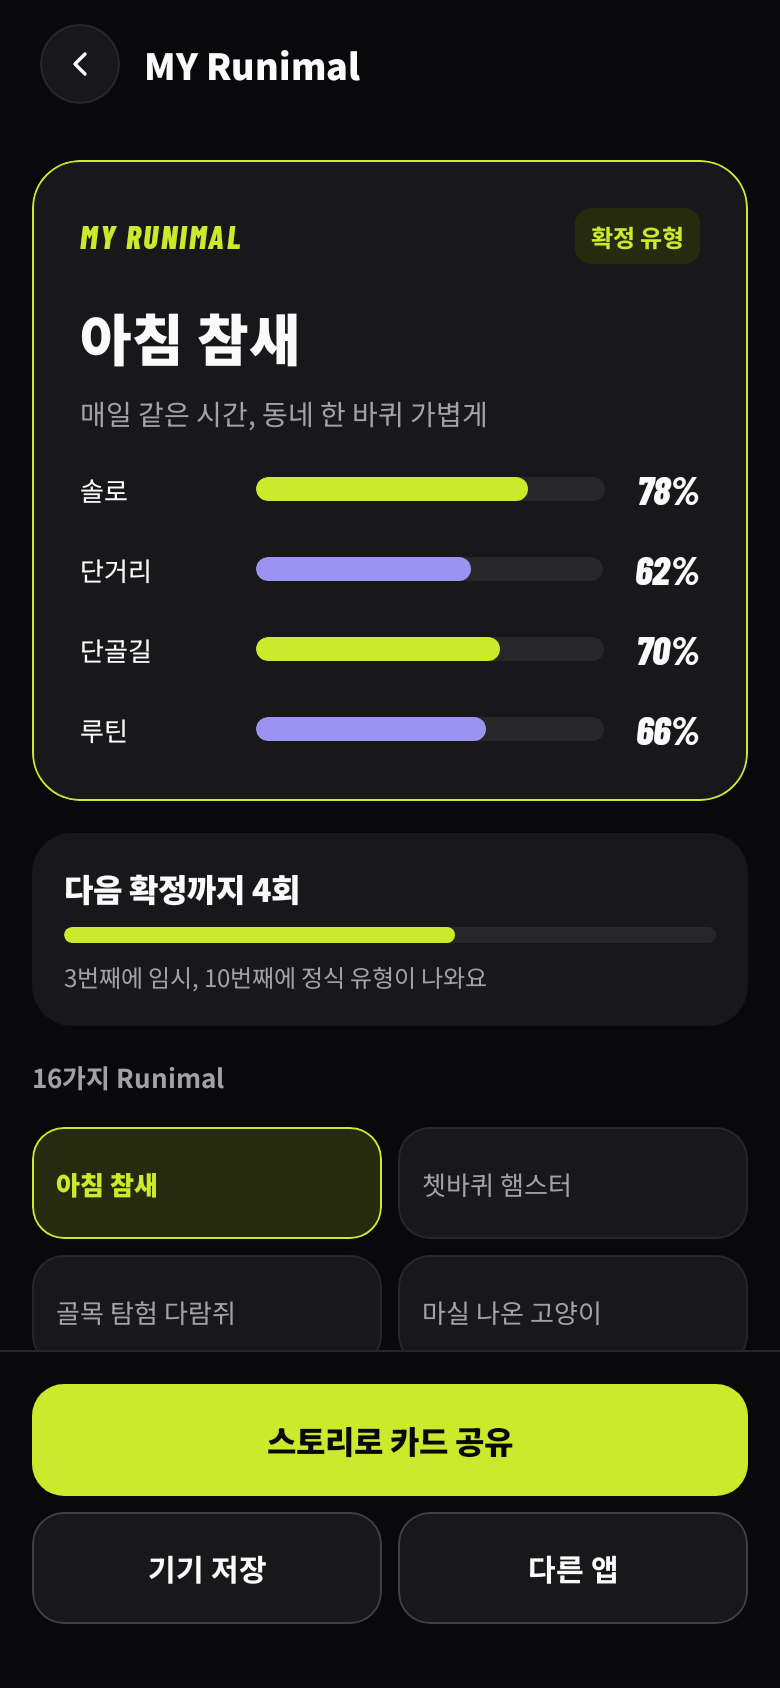 MY Runimal
MY RUNIMAL
확정 유형
아침 참새
매일 같은 시간, 동네 한 바퀴 가볍게
솔로 78%
단거리 62%
단골길 70%
루틴 66%
다음 확정까지 4회
3번째에 임시, 10번째에 정식 유형이 나와요
16가지 Runimal
아침 참새
쳇바퀴 햄스터
골목 탐험 다람쥐
마실 나온 고양이
스토리로 카드 공유
기기 저장
다른 앱